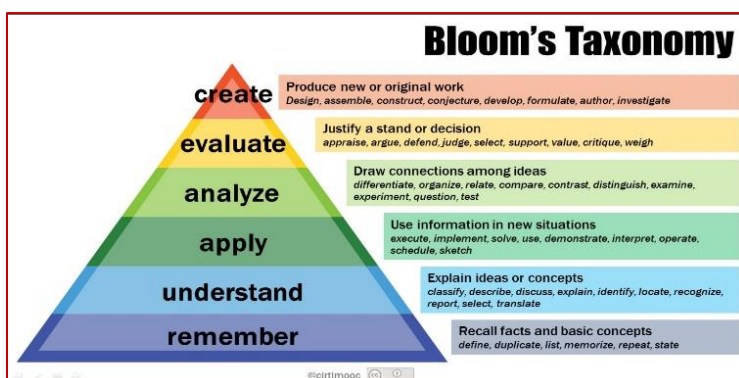 Bloom's Taxonomy
create
Produce new or original work
Design, assemble, construct, conjecture, develop, formulate, author, investigate
evaluate
Justify a stand or decision
appraise, argue, defend, judge, select, support, value, critique, weigh
analyze
Draw connections among ideas
differentiate, organize, relate, compare, contrast, distinguish, examine,
experiment, question, test
apply
Use information in new situations
execute, implement, solve, use, demonstrate, interpret, operate,
schedule, sketch
understand
Explain ideas or concepts
classify, describe, discuss, explain, identify, locate, recognize,
report, select, translate
remember
Recall facts and basic concepts
define, duplicate, list, memorize, repeat, state
@cirtlmooc
cc